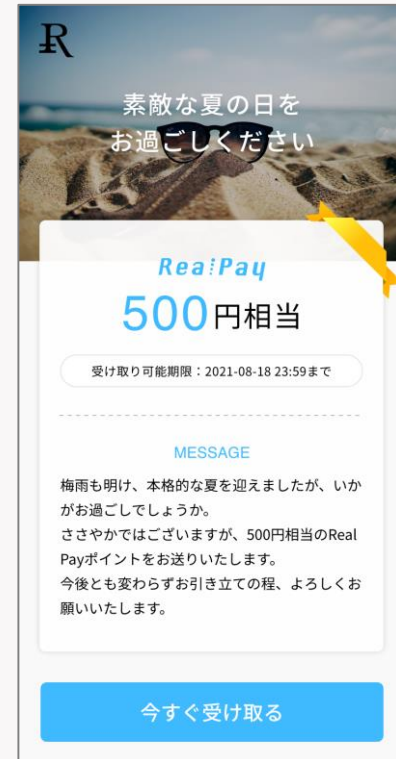 R
素敵な夏の日を
お過ごしください
RealPay
500円相当
受け取り可能期限：2021-08-18 23:59まで
MESSAGE
梅雨も明け、本格的な夏を迎えましたが、いか
がお過ごしでしょうか。
ささやかではございますが、500円相当のReal
Payポイントをお送りいたします。
今後とも変わらずお引き立ての程、よろしくお
願いいたします。
今すぐ受け取る